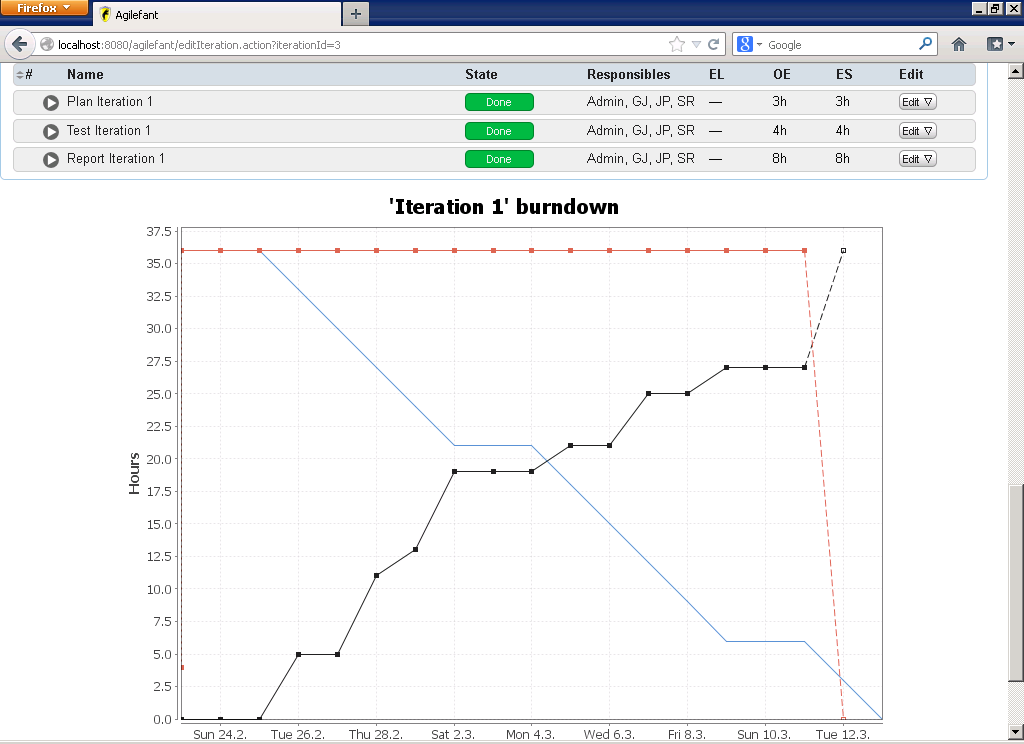 Firefox
Agilefant
localhost:8080/agilefant/editIteration.action?iterationId=3
Google
# Name State Responsibles EL OE ES Edit
Plan Iteration 1 Done Admin, GJ, JP, SR — 3h 3h Edit ▽
Test Iteration 1 Done Admin, GJ, JP, SR — 4h 4h Edit ▽
Report Iteration 1 Done Admin, GJ, JP, SR — 8h 8h Edit ▽
'Iteration 1' burndown
37.5
35.0
32.5
30.0
27.5
25.0
22.5
20.0
17.5
15.0
12.5
10.0
7.5
5.0
2.5
0.0
Hours
Sun 24.2. Tue 26.2. Thu 28.2. Sat 2.3. Mon 4.3. Wed 6.3. Fri 8.3. Sun 10.3. Tue 12.3.